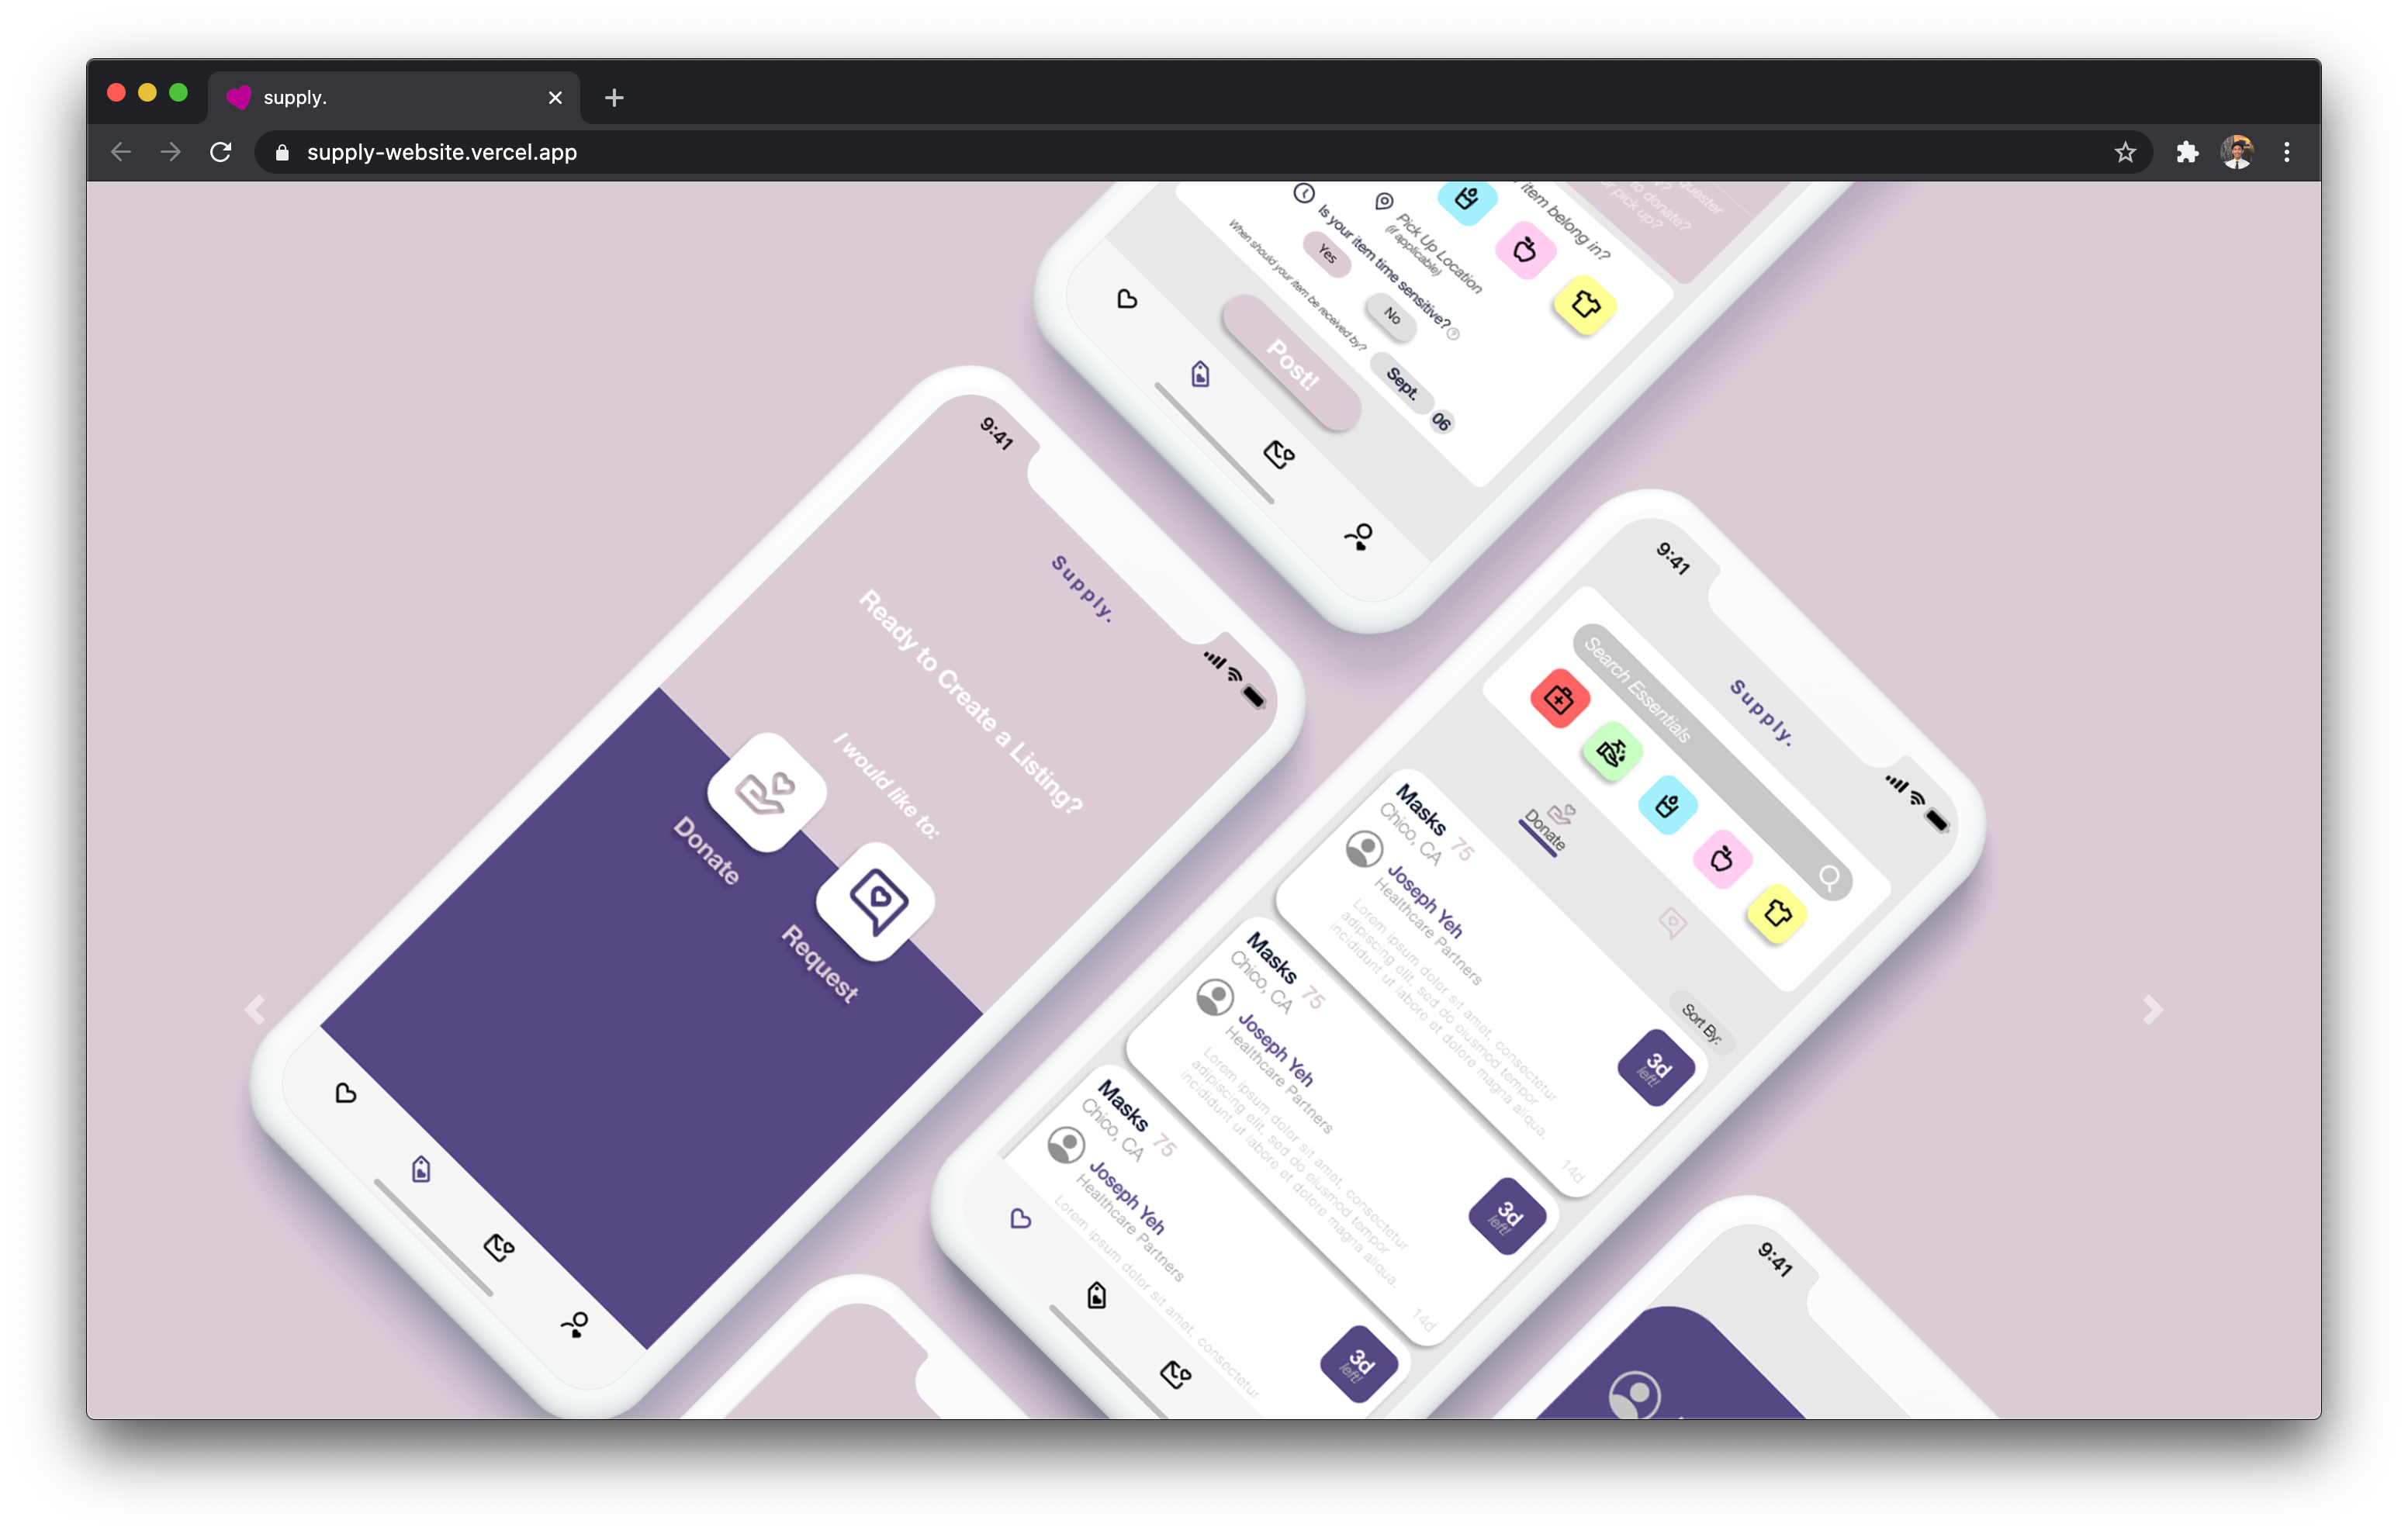 supply.
supply-website.vercel.app
quester
to donate?
or pick up?
item belong in?
Pick Up Location
(if applicable)
Is your item time sensitive? ?
Yes
No
When should your item be received by?
Sept.
06
Post!
9:41
Supply.
Ready to Create a Listing?
I would like to:
Donate
Request
9:41
Supply.
Search Essentials
Donate
Sort By:
Masks 75
Chico, CA
Joseph Yeh
Healthcare Partners
Lorem ipsum dolor sit amet, consectetur
adipiscing elit, sed do eiusmod tempor
incididunt ut labore et dolore magna aliqua.
3d
left!
14d
Masks 75
Chico, CA
Joseph Yeh
Healthcare Partners
Lorem ipsum dolor sit amet, consectetur
adipiscing elit, sed do eiusmod tempor
incididunt ut labore et dolore magna aliqua.
3d
left!
14d
Masks 75
Chico, CA
Joseph Yeh
Healthcare Partners
Lorem ipsum dolor sit amet, consectetur
3d
left!
9:41